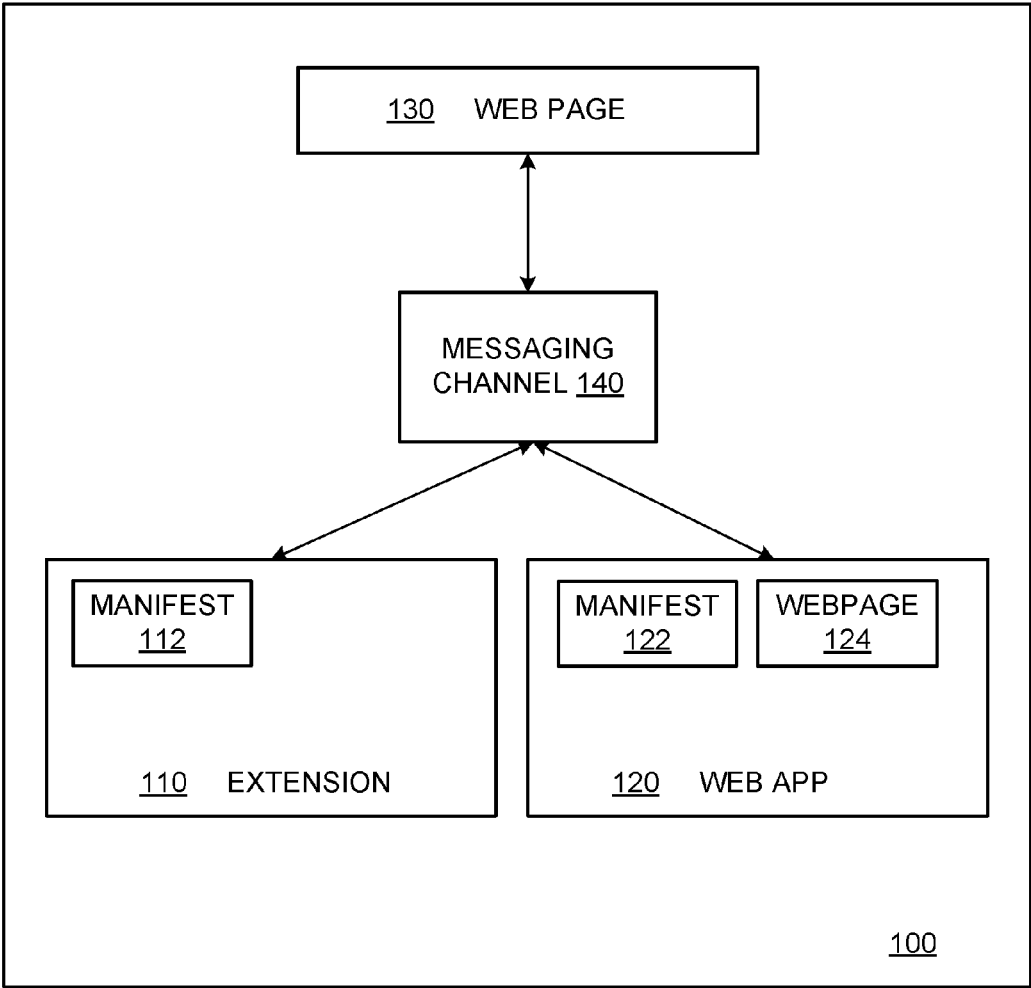 130 WEB PAGE
MESSAGING
CHANNEL 140
MANIFEST
112
MANIFEST
122
WEBPAGE
124
110 EXTENSION
120 WEB APP
100